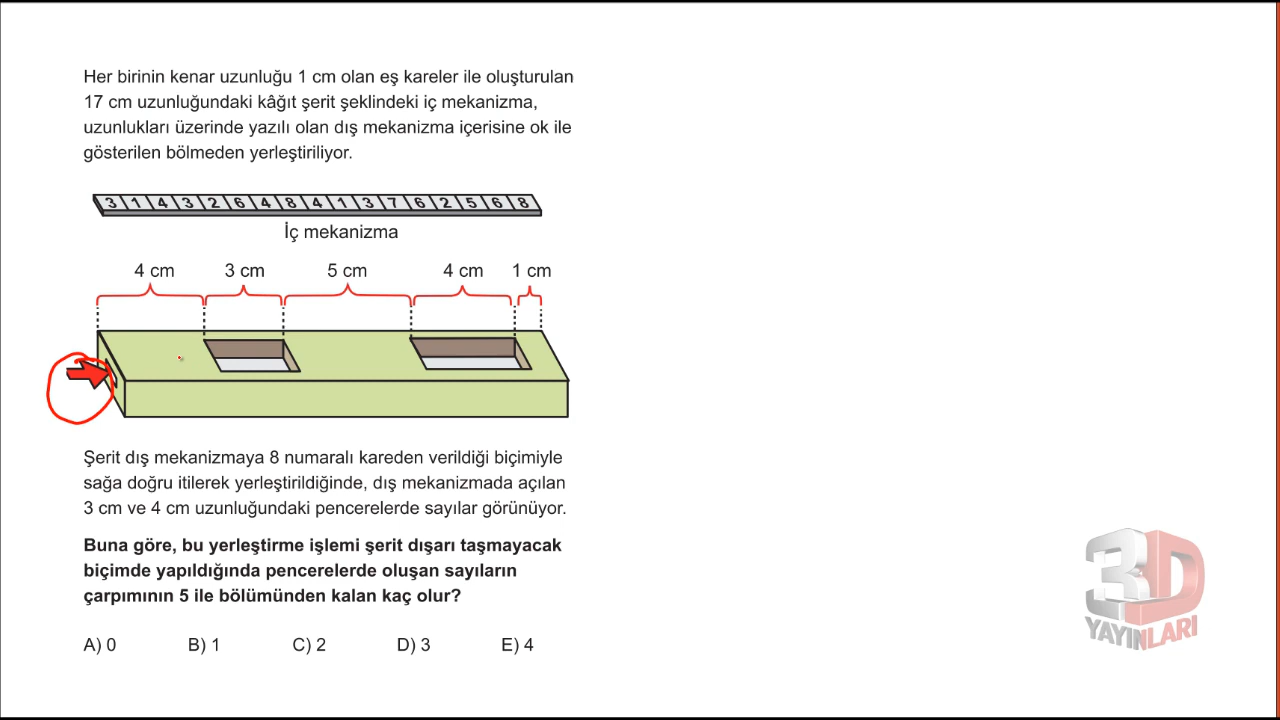 Her birinin kenar uzunluğu 1 cm olan eş kareler ile oluşturulan
17 cm uzunluğundaki kâğıt şerit şeklindeki iç mekanizma,
uzunlukları üzerinde yazılı olan dış mekanizma içerisine ok ile
gösterilen bölmeden yerleştiriliyor.
3 1 4 3 2 6 4 8 4 1 3 7 6 2 5 6 8
İç mekanizma
4 cm 3 cm 5 cm 4 cm 1 cm
Şerit dış mekanizmaya 8 numaralı kareden verildiği biçimiyle
sağa doğru itilerek yerleştirildiğinde, dış mekanizmada açılan
3 cm ve 4 cm uzunluğundaki pencerelerde sayılar görünüyor.
Buna göre, bu yerleştirme işlemi şerit dışarı taşmayacak
biçimde yapıldığında pencerelerde oluşan sayıların
çarpımının 5 ile bölümünden kalan kaç olur?
A) 0 B) 1 C) 2 D) 3 E) 4
3D
YAYINLARI